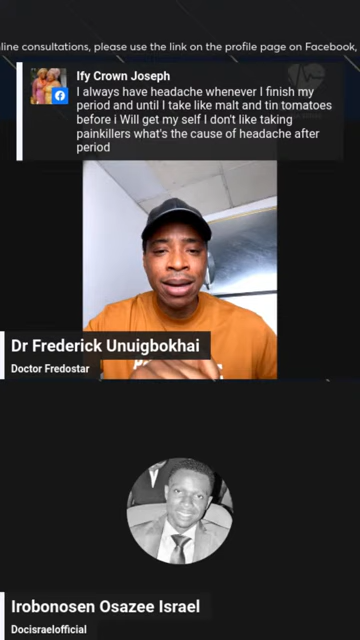 line consultations, please use the link on the profile page on Facebook,
Ify Crown Joseph
I always have headache whenever I finish my
period and until I take like malt and tin tomatoes
before i Will get my self I don't like taking
painkillers what's the cause of headache after
period
Dr Frederick Unuigbokhai
Doctor Fredostar
Irobonosen Osazee Israel
Docisraelofficial